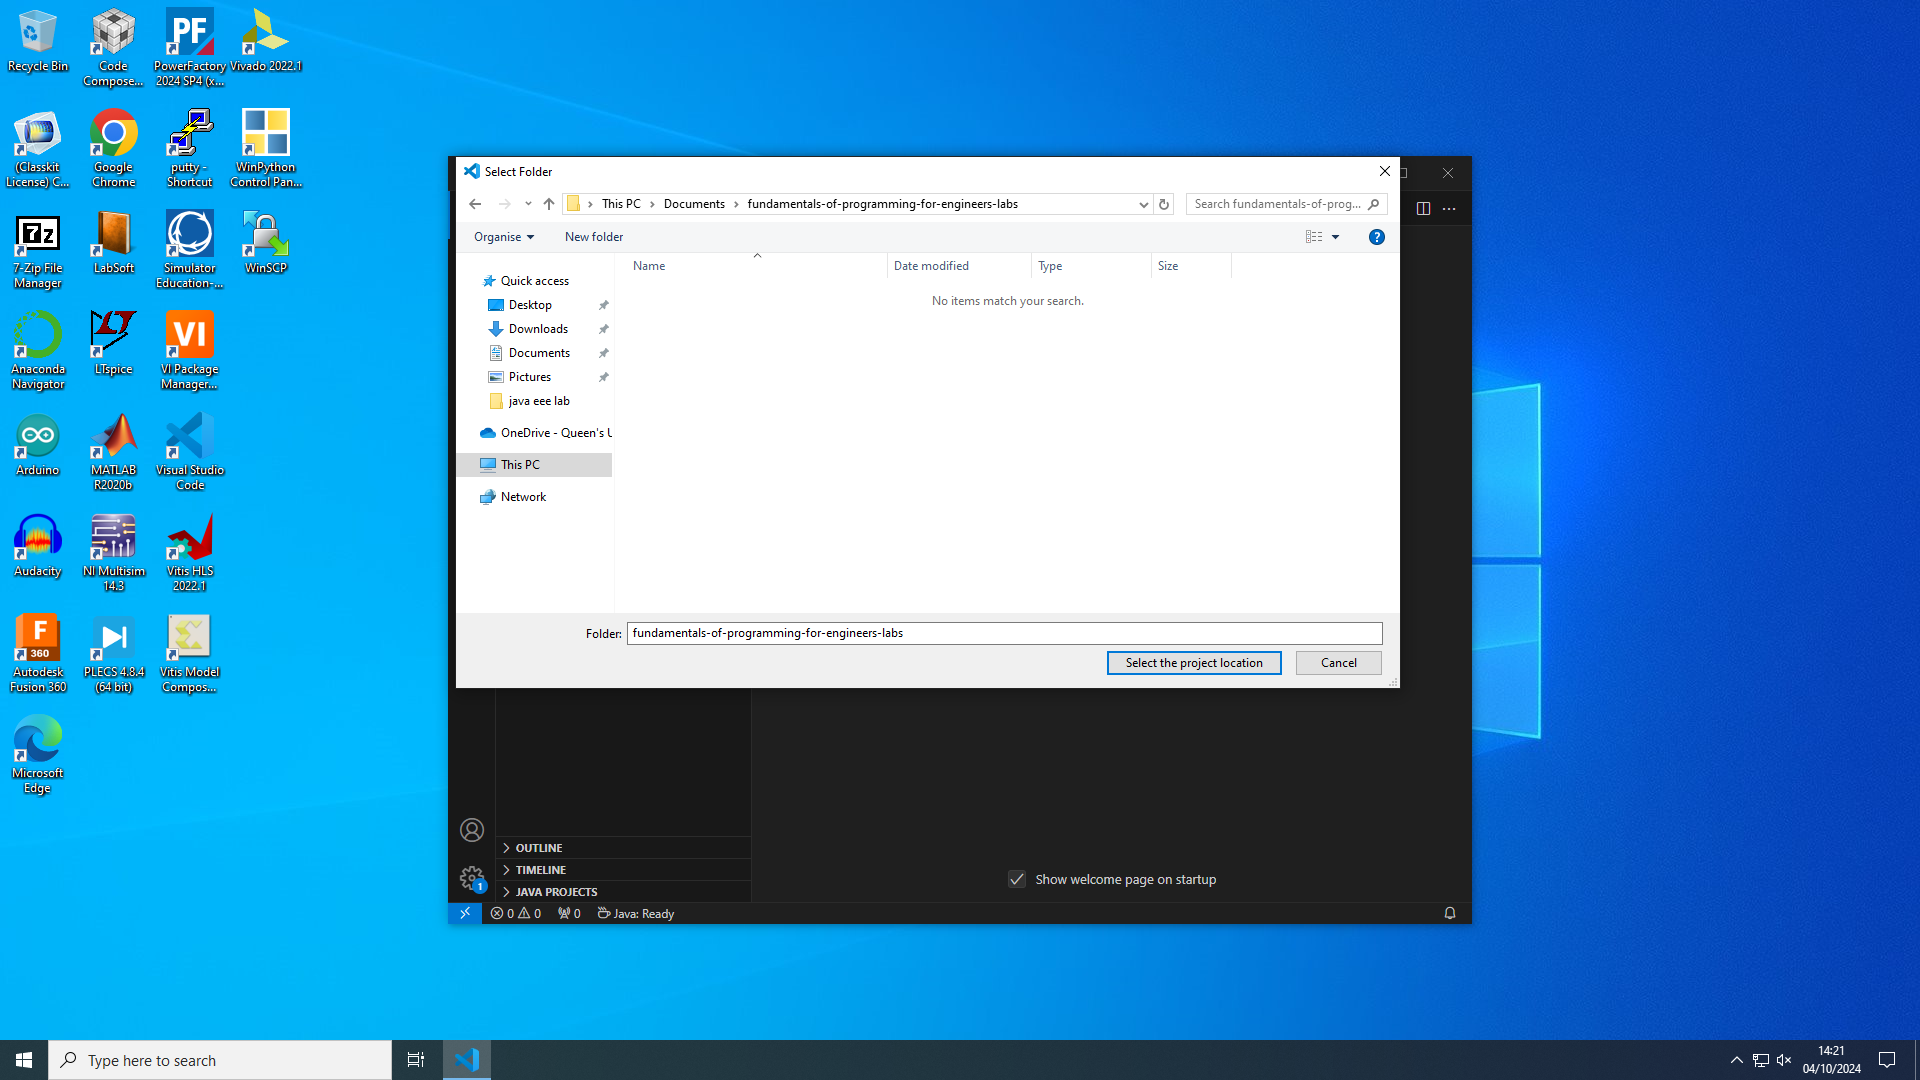 Recycle Bin
Code
Compose...
PowerFactory
2024 SP4 (x...
Vivado 2022.1
(Classkit
License) C...
Google
Chrome
putty -
Shortcut
WinPython
Control Pan...
7-Zip File
Manager
LabSoft
Simulator
Education-...
WinSCP
Anaconda
Navigator
LTspice
VI Package
Manager...
Arduino
MATLAB
R2020b
Visual Studio
Code
Audacity
NI Multisim
14.3
Vitis HLS
2022.1
Autodesk
Fusion 360
PLECS 4.8.4
(64 bit)
Vitis Model
Compos...
Microsoft
Edge
PF
7z
VI
F
360
Select Folder
This PC > Documents > fundamentals-of-programming-for-engineers-labs
Search fundamentals-of-prog...
Organise
New folder
Name
Date modified
Type
Size
No items match your search.
Quick access
Desktop
Downloads
Documents
Pictures
java eee lab
OneDrive - Queen's U
This PC
Network
Folder: fundamentals-of-programming-for-engineers-labs
Select the project location
Cancel
OUTLINE
TIMELINE
JAVA PROJECTS
1
Show welcome page on startup
0 0 0 Java: Ready
Type here to search
14:21
04/10/2024